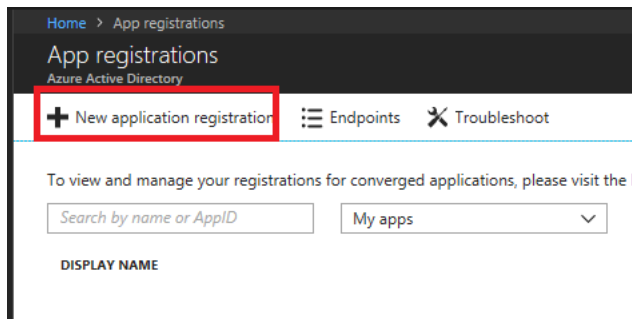 Home > App registrations
App registrations
Azure Active Directory
New application registration Endpoints Troubleshoot
To view and manage your registrations for converged applications, please visit the
Search by name or AppID My apps
DISPLAY NAME